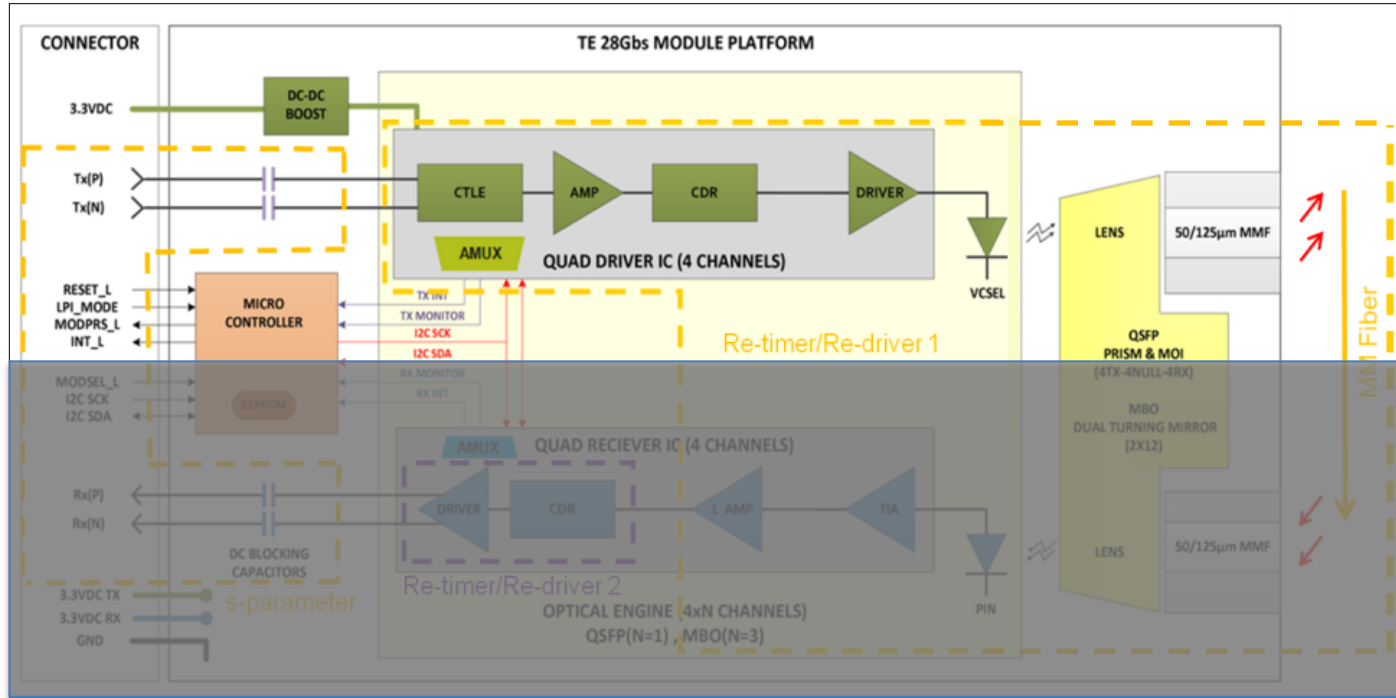 CONNECTOR
TE 28Gbs MODULE PLATFORM
3.3VDC
DC-DC
BOOST
Tx(P)
Tx(N)
CTLE
AMP
CDR
DRIVER
AMUX
QUAD DRIVER IC (4 CHANNELS)
VCSEL
LENS
50/125µm MMF
RESET_L
LPI_MODE
MODPRS_L
INT_L
MICRO
CONTROLLER
TX INT
TX MONITOR
I2C SCK
I2C SDA
RX MONITOR
RX INT
Re-timer/Re-driver 1
QSFP
PRISM & MOI
(4TX-4NULL-4RX)
MBO
DUAL TURNING MIRROR
(2X12)
MM Fiber
MODSEL_L
I2C SCK
I2C SDA
EEPROM
AMUX
QUAD RECIEVER IC (4 CHANNELS)
Rx(P)
Rx(N)
DRIVER
CDR
L AMP
TIA
LENS
50/125µm MMF
DC BLOCKING
CAPACITORS
Re-timer/Re-driver 2
s-parameter
PIN
3.3VDC TX
3.3VDC RX
GND
OPTICAL ENGINE (4xN CHANNELS)
QSFP(N=1) , MBO(N=3)